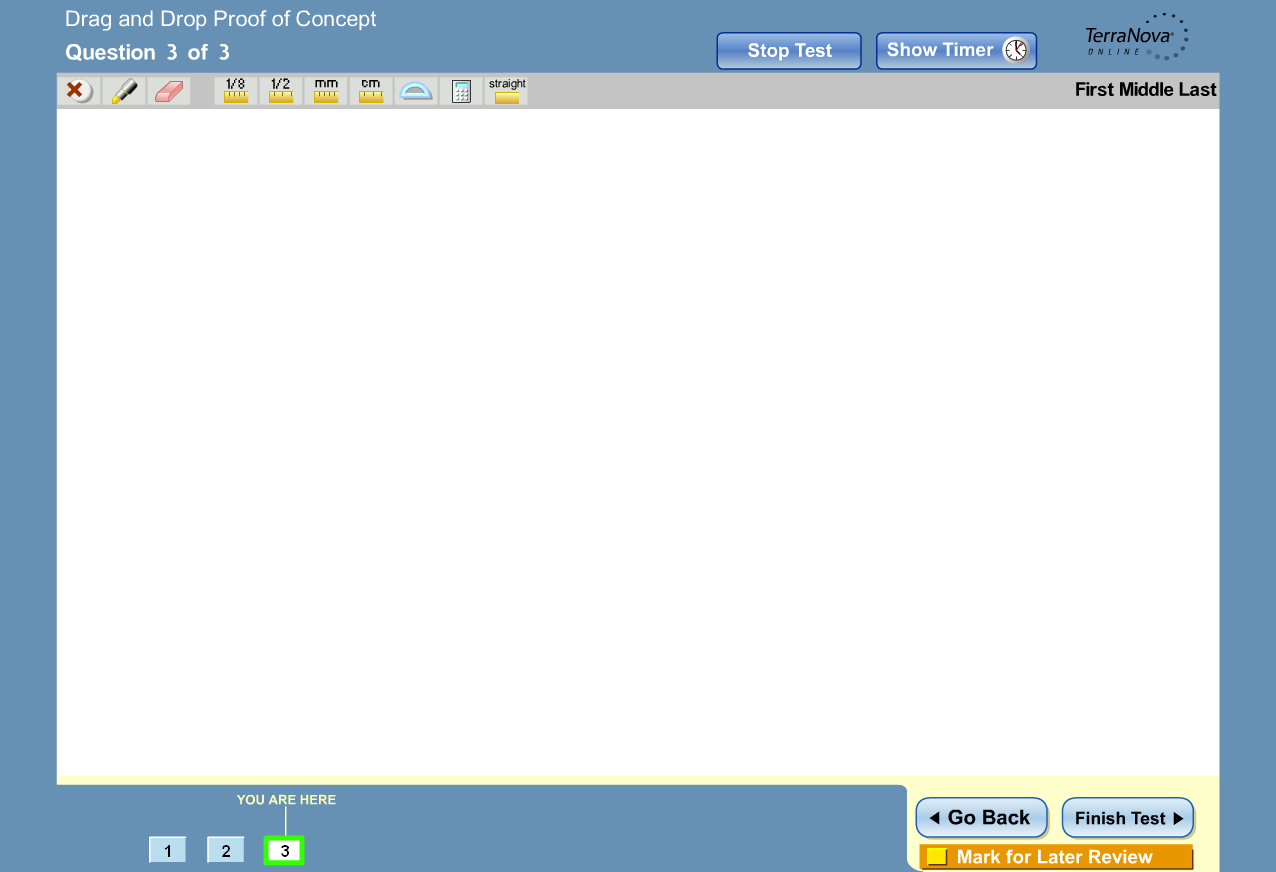 Drag and Drop Proof of Concept
Question 3 of 3
Stop Test
Show Timer
TerraNova
ONLINE
1/8
1/2
mm
cm
straight
First Middle Last
YOU ARE HERE
1
2
3
Go Back
Finish Test
Mark for Later Review